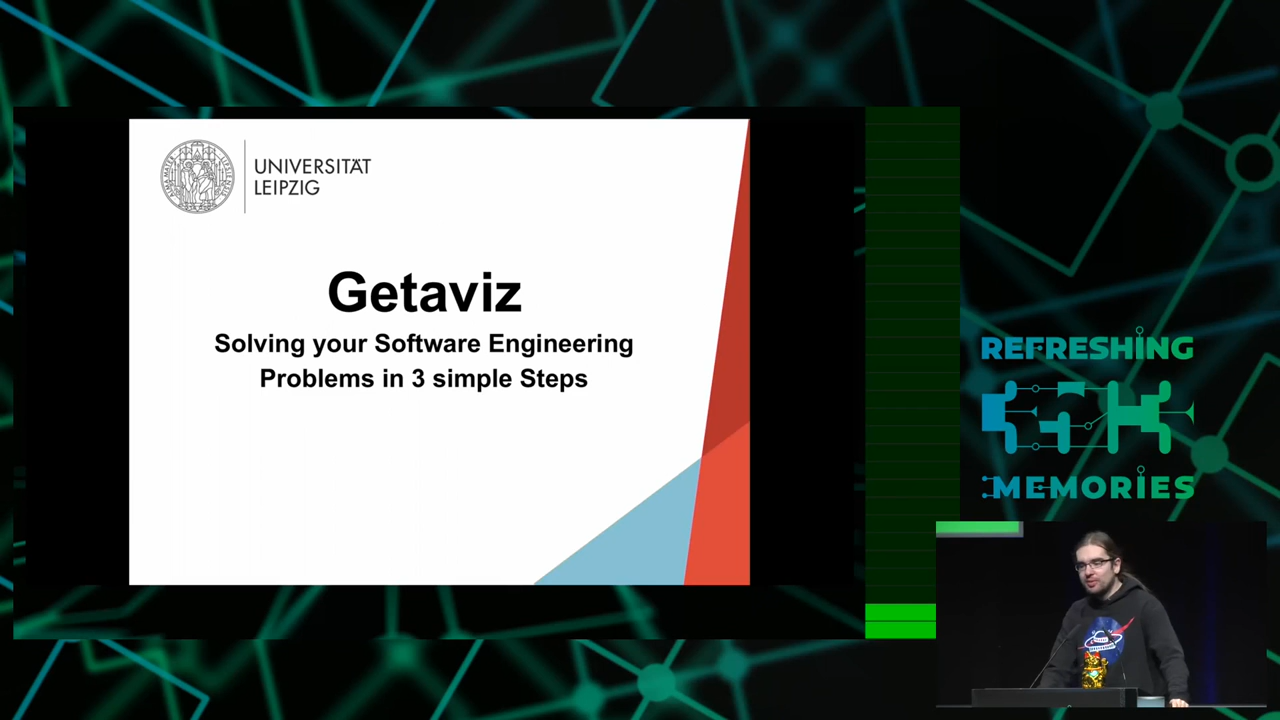 UNIVERSITÄT
LEIPZIG
Getaviz
Solving your Software Engineering
Problems in 3 simple Steps
REFRESHING
MEMORIES